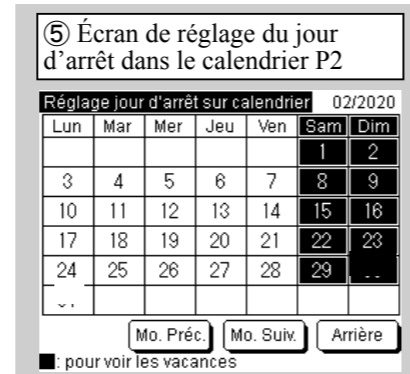 ⑤ Écran de réglage du jour
d'arrêt dans le calendrier P2
Réglage jour d'arrêt sur calendrier 02/2020
Lun Mar Mer Jeu Ven Sam Dim
1 2
3 4 5 6 7 8 9
10 11 12 13 14 15 16
17 18 19 20 21 22 23
24 25 26 27 28 29
Mo. Préc. Mo. Suiv. Arrière
■: pour voir les vacances